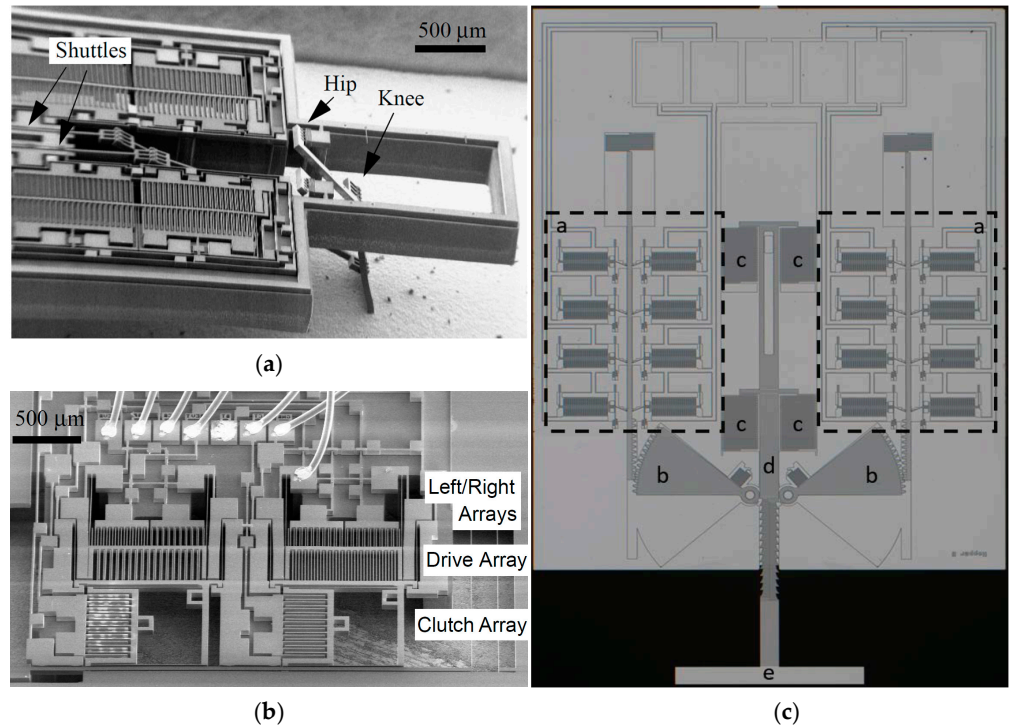 500 μm
Shuttles
Hip
Knee
(a)
500 μm
Left/Right
Arrays
Drive Array
Clutch Array
(b)
a
a
c
c
c
c
d
b
b
e
(c)